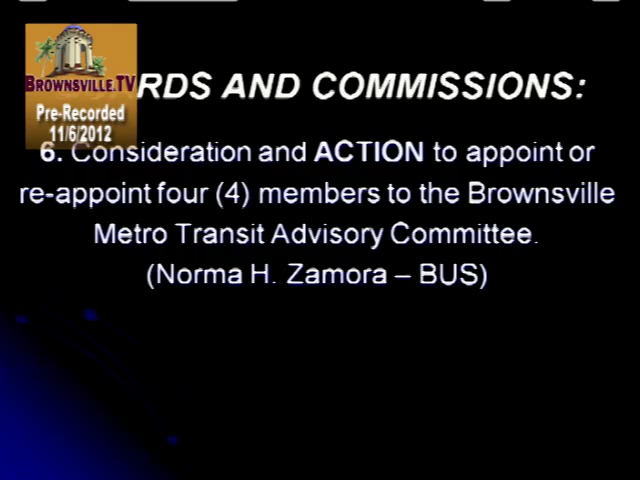 BROWNSVILLE.TV
Pre-Recorded
11/6/2012
RDS AND COMMISSIONS:
6. Consideration and ACTION to appoint or
re-appoint four (4) members to the Brownsville
Metro Transit Advisory Committee.
(Norma H. Zamora – BUS)